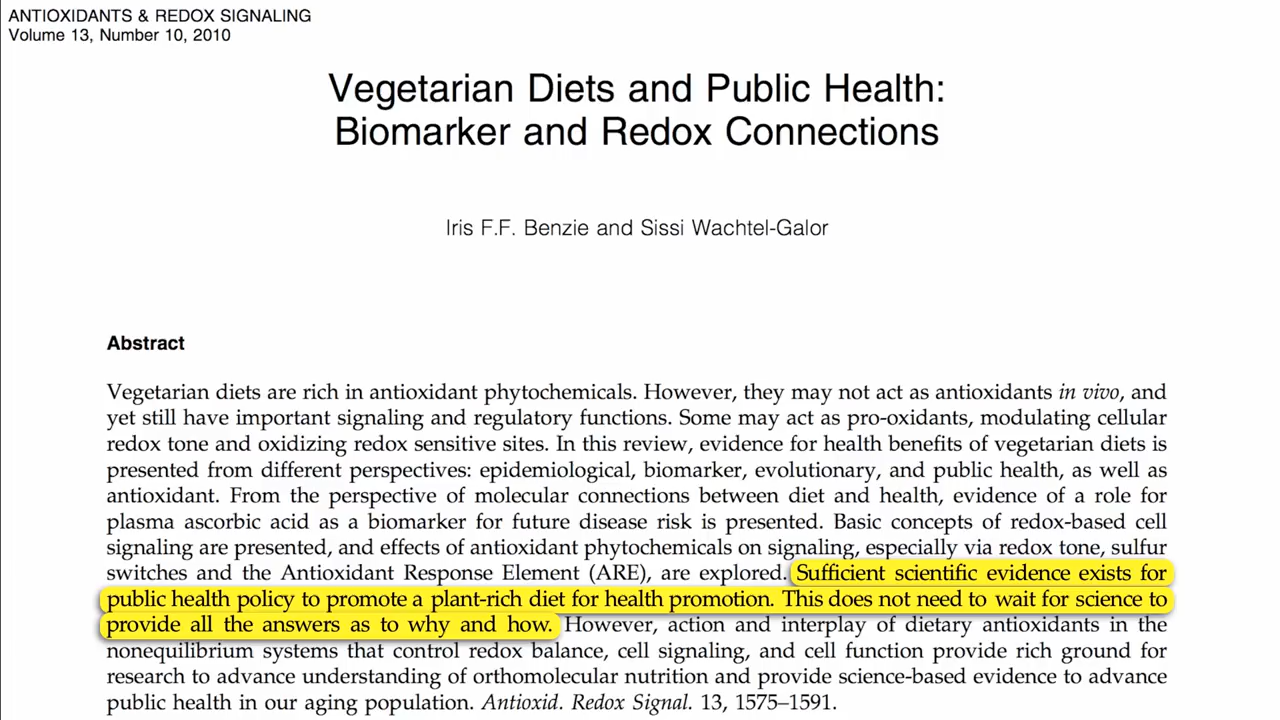 ANTIOXIDANTS & REDOX SIGNALING
Volume 13, Number 10, 2010
Vegetarian Diets and Public Health:
Biomarker and Redox Connections
Iris F.F. Benzie and Sissi Wachtel-Galor
Abstract
Vegetarian diets are rich in antioxidant phytochemicals. However, they may not act as antioxidants in vivo, and
yet still have important signaling and regulatory functions. Some may act as pro-oxidants, modulating cellular
redox tone and oxidizing redox sensitive sites. In this review, evidence for health benefits of vegetarian diets is
presented from different perspectives: epidemiological, biomarker, evolutionary, and public health, as well as
antioxidant. From the perspective of molecular connections between diet and health, evidence of a role for
plasma ascorbic acid as a biomarker for future disease risk is presented. Basic concepts of redox-based cell
signaling are presented, and effects of antioxidant phytochemicals on signaling, especially via redox tone, sulfur
switches and the Antioxidant Response Element (ARE), are explored. Sufficient scientific evidence exists for
public health policy to promote a plant-rich diet for health promotion. This does not need to wait for science to
provide all the answers as to why and how. However, action and interplay of dietary antioxidants in the
nonequilibrium systems that control redox balance, cell signaling, and cell function provide rich ground for
research to advance understanding of orthomolecular nutrition and provide science-based evidence to advance
public health in our aging population. Antioxid. Redox Signal. 13, 1575–1591.